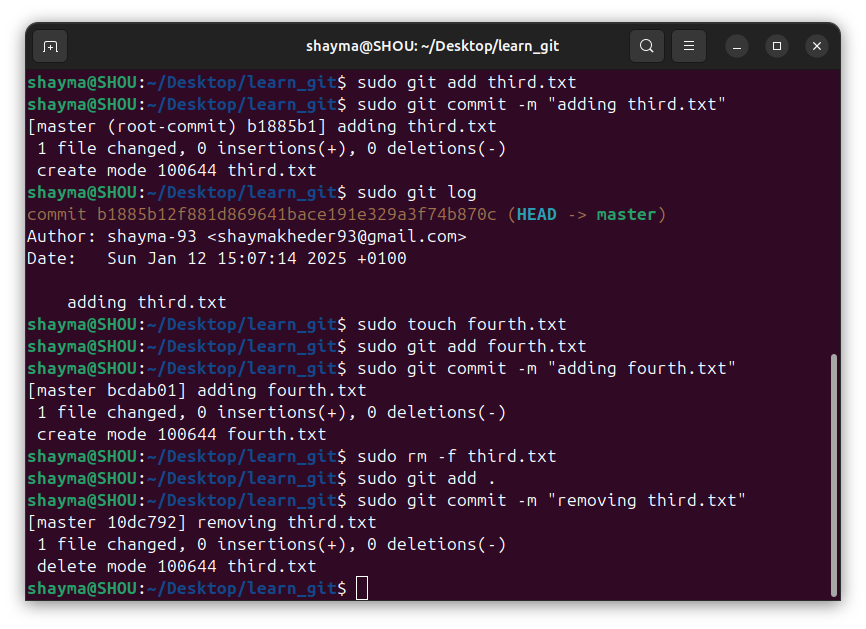 shayma@SHOU: ~/Desktop/learn_git
shayma@SHOU:~/Desktop/learn_git$ sudo git add third.txt
shayma@SHOU:~/Desktop/learn_git$ sudo git commit -m "adding third.txt"
[master (root-commit) b1885b1] adding third.txt
 1 file changed, 0 insertions(+), 0 deletions(-)
 create mode 100644 third.txt
shayma@SHOU:~/Desktop/learn_git$ sudo git log
commit b1885b12f881d869641bace191e329a3f74b870c (HEAD -> master)
Author: shayma-93 <shaymakheder93@gmail.com>
Date:   Sun Jan 12 15:07:14 2025 +0100

    adding third.txt
shayma@SHOU:~/Desktop/learn_git$ sudo touch fourth.txt
shayma@SHOU:~/Desktop/learn_git$ sudo git add fourth.txt
shayma@SHOU:~/Desktop/learn_git$ sudo git commit -m "adding fourth.txt"
[master bcdab01] adding fourth.txt
 1 file changed, 0 insertions(+), 0 deletions(-)
 create mode 100644 fourth.txt
shayma@SHOU:~/Desktop/learn_git$ sudo rm -f third.txt
shayma@SHOU:~/Desktop/learn_git$ sudo git add .
shayma@SHOU:~/Desktop/learn_git$ sudo git commit -m "removing third.txt"
[master 10dc792] removing third.txt
 1 file changed, 0 insertions(+), 0 deletions(-)
 delete mode 100644 third.txt
shayma@SHOU:~/Desktop/learn_git$